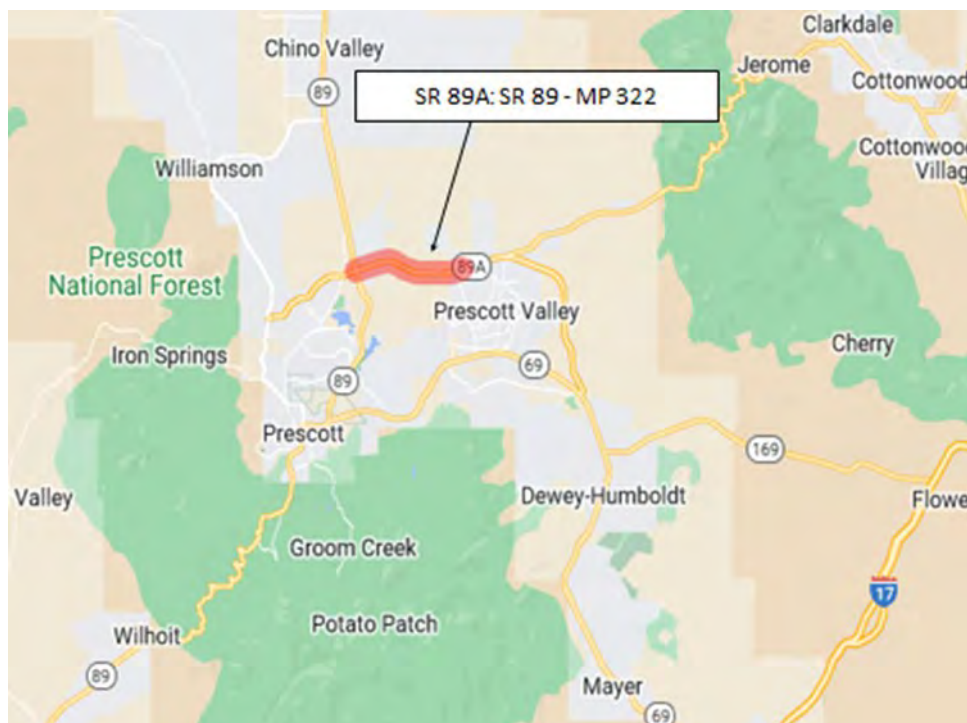 Clarkdale
Chino Valley
Jerome
Cottonwood
89
SR 89A: SR 89 - MP 322
Cottonwood
Villag
Williamson
Prescott
National Forest
89A
Prescott Valley
Iron Springs
Cherry
69
89
Prescott
169
Valley
Dewey-Humboldt
Flowe
Groom Creek
17
Potato Patch
Wilhoit
89
Mayer
69